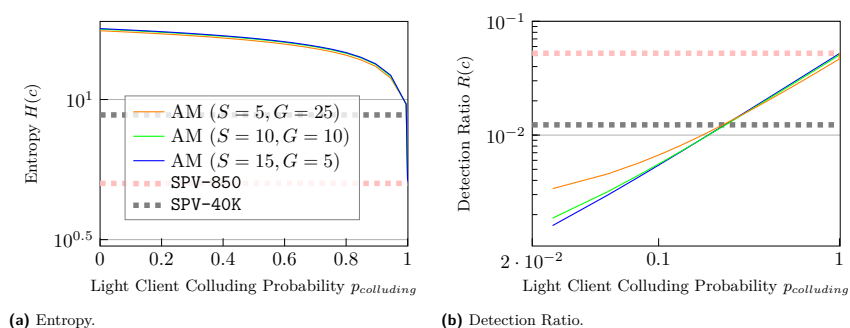 Entropy H(c)
10^1
10^0.5
AM (S = 5, G = 25)
AM (S = 10, G = 10)
AM (S = 15, G = 5)
SPV-850
SPV-40K
0 0.2 0.4 0.6 0.8 1
Light Client Colluding Probability p_colluding
(a) Entropy.
Detection Ratio R(c)
10^−1
10^−2
2 · 10^−2 0.1 1
Light Client Colluding Probability p_colluding
(b) Detection Ratio.